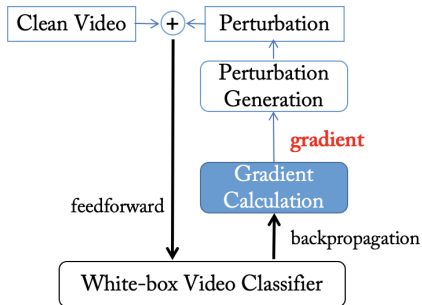 Clean Video
+
Perturbation
Perturbation
Generation
gradient
Gradient
Calculation
feedforward
backpropagation
White-box Video Classifier